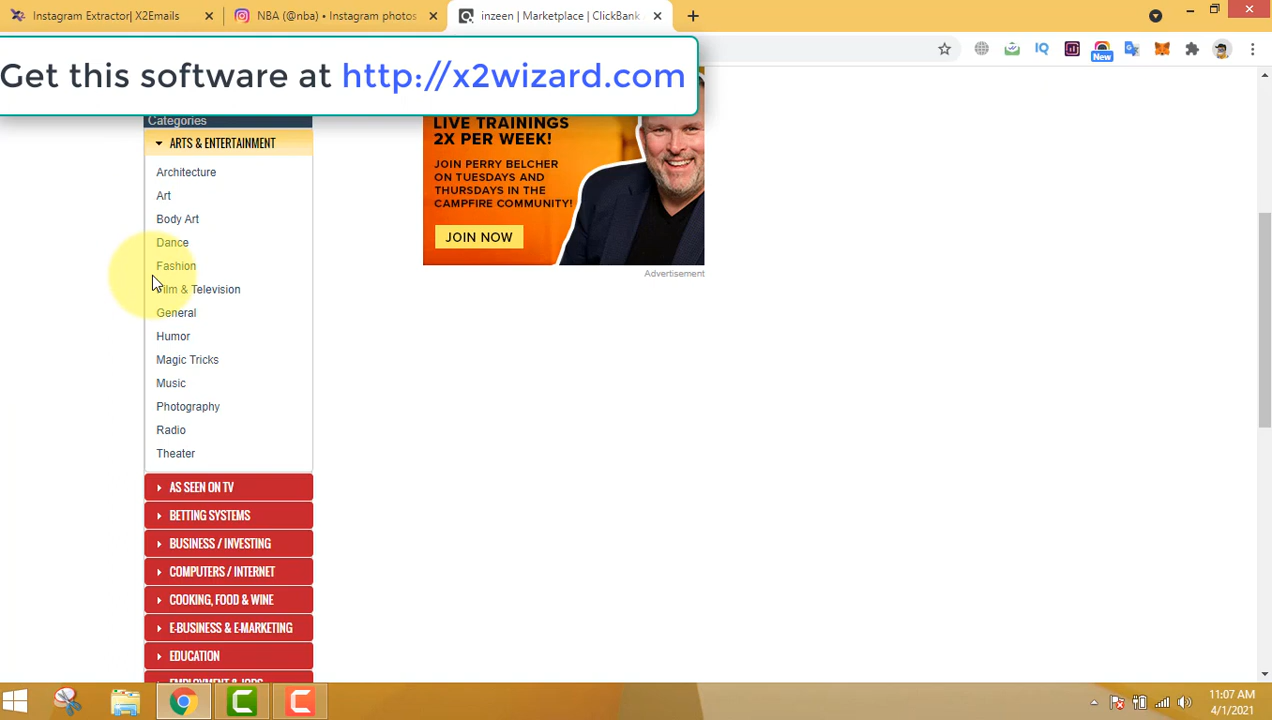 Instagram Extractor| X2Emails
NBA (@nba) • Instagram photos
inzeen | Marketplace | ClickBank
Get this software at http://x2wizard.com
New
Categories
ARTS & ENTERTAINMENT
Architecture
Art
Body Art
Dance
Fashion
Film & Television
General
Humor
Magic Tricks
Music
Photography
Radio
Theater
AS SEEN ON TV
BETTING SYSTEMS
BUSINESS / INVESTING
COMPUTERS / INTERNET
COOKING, FOOD & WINE
E-BUSINESS & E-MARKETING
EDUCATION
EMPLOYMENT & JOBS
LIVE TRAININGS
2X PER WEEK!
JOIN PERRY BELCHER
ON TUESDAYS AND
THURSDAYS IN THE
CAMPFIRE COMMUNITY!
JOIN NOW
Advertisement
11:07 AM
4/1/2021